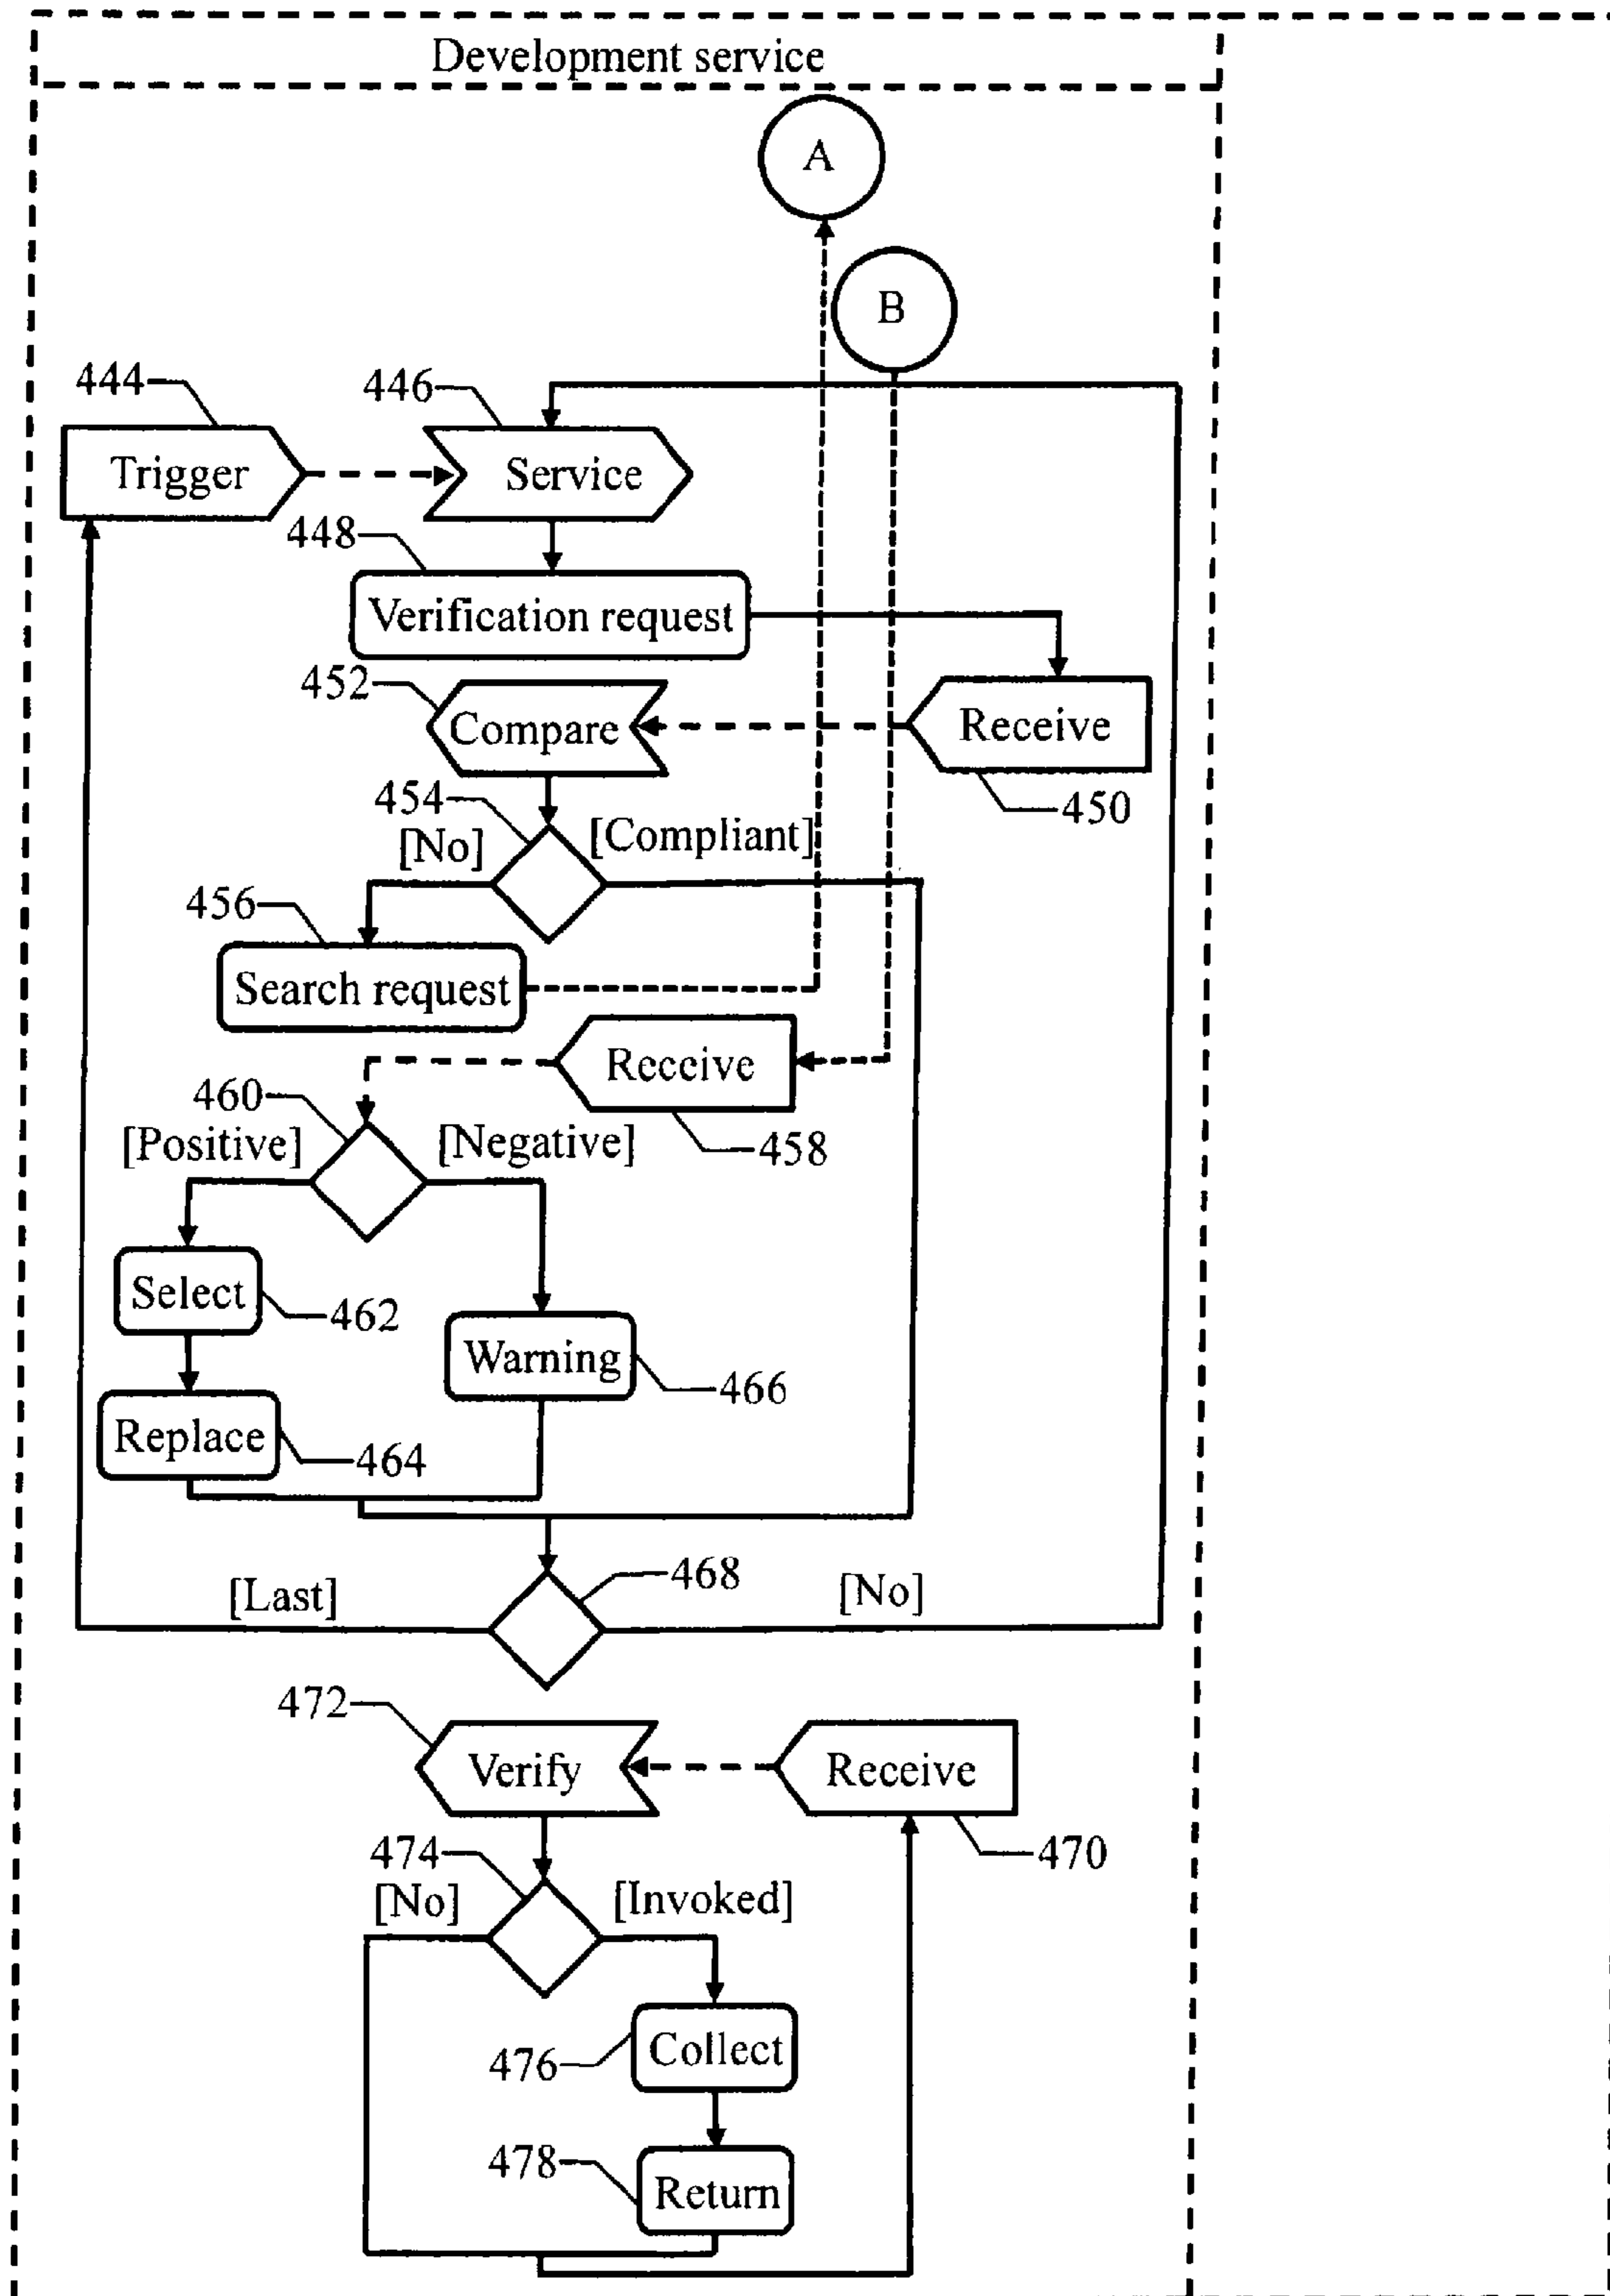 Development service
A
B
444
446
Trigger
Service
448
Verification request
452
Compare
Receive
450
454
[No]
[Compliant]
456
Search request
Receive
458
460
[Positive]
[Negative]
Select
462
Warning
466
Replace
464
468
[Last]
[No]
472
Verify
Receive
470
474
[No]
[Invoked]
Collect
476
478
Return